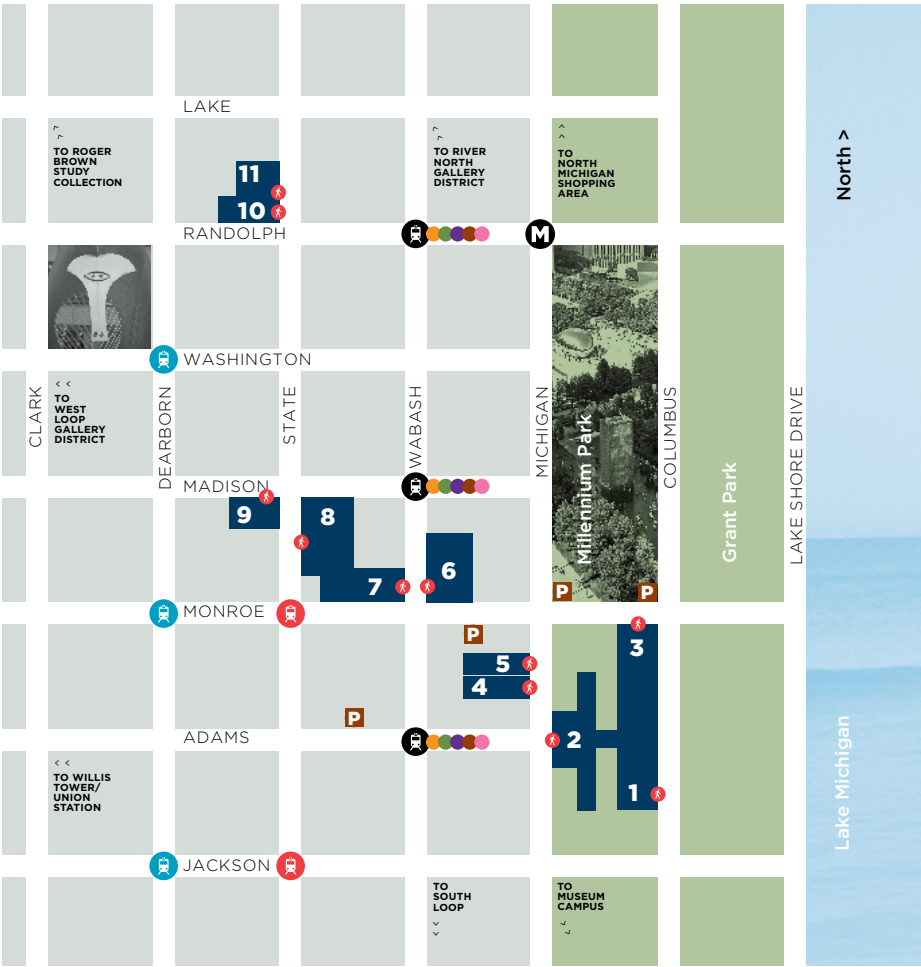 LAKE
TO ROGER
BROWN
STUDY
COLLECTION
TO RIVER
NORTH
GALLERY
DISTRICT
TO
NORTH
MICHIGAN
SHOPPING
AREA
North >
11
10
RANDOLPH
M
WASHINGTON
< <
TO
WEST
LOOP
GALLERY
DISTRICT
CLARK
DEARBORN
STATE
WABASH
MICHIGAN
Millennium Park
COLUMBUS
Grant Park
LAKE SHORE DRIVE
MADISON
9
8
7
6
P
P
MONROE
P
5
4
3
P
ADAMS
2
1
< <
TO WILLIS
TOWER/
UNION
STATION
Lake Michigan
JACKSON
TO
SOUTH
LOOP
TO
MUSEUM
CAMPUS